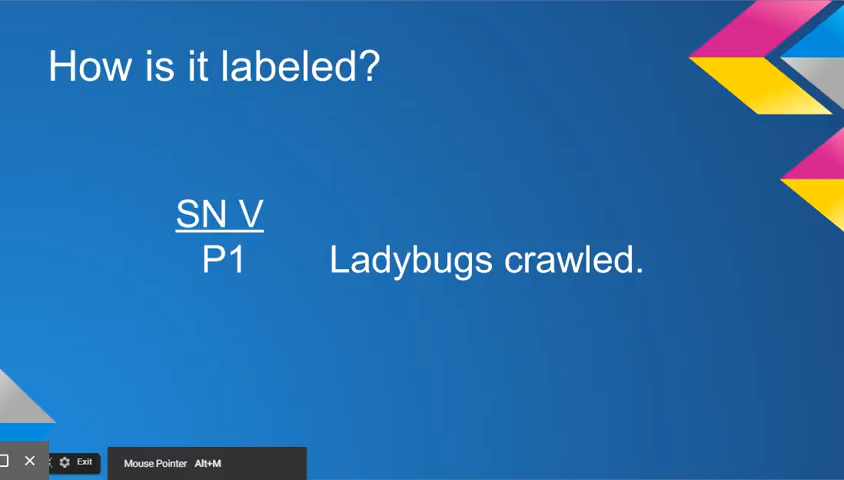 How is it labeled?
SN V
P1 Ladybugs crawled.
Exit
Mouse Pointer Alt+M